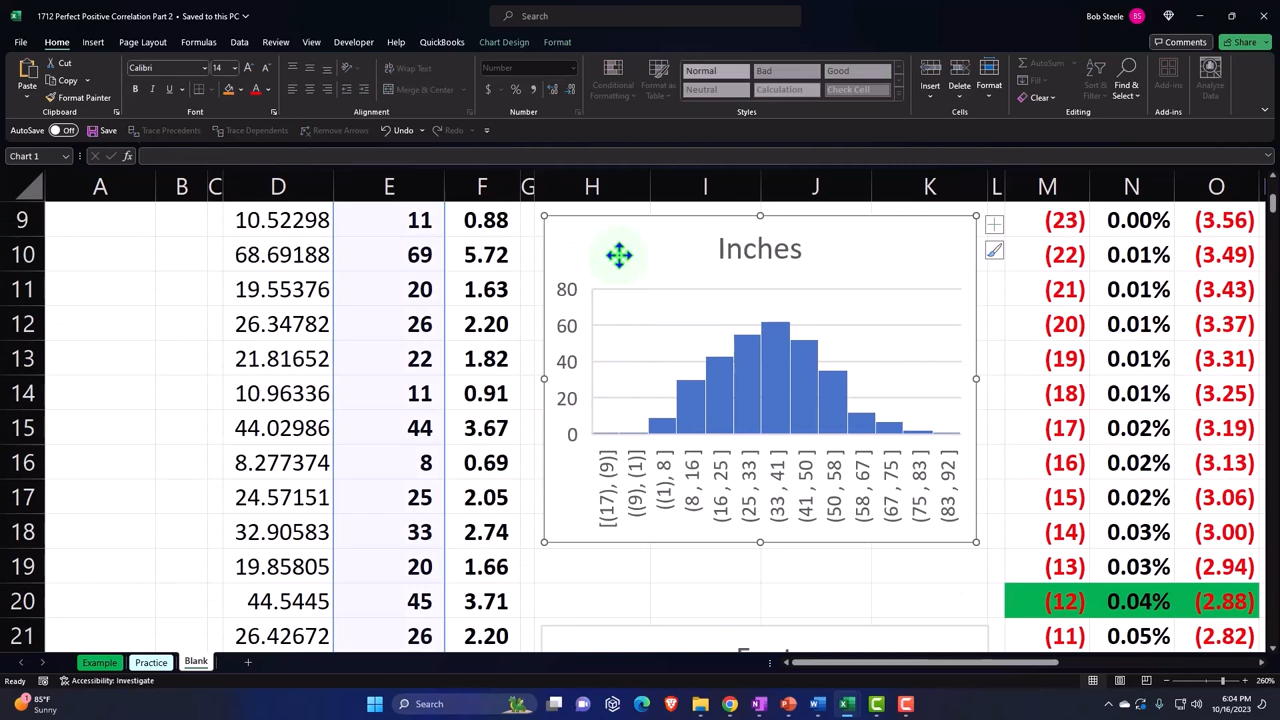 1712 Perfect Positive Correlation Part 2 • Saved to this PC
Search
Bob Steele BS
File Home Insert Page Layout Formulas Data Review View Developer Help QuickBooks Chart Design Format
Comments Share
Paste
Cut
Copy
Format Painter
Clipboard
Calibri 14
Font
Wrap Text
Merge & Center
Alignment
Number
Number
Conditional Formatting
Format as Table
Normal Bad Good
Neutral Calculation Check Cell
Styles
Insert Delete Format
Cells
AutoSum
Fill
Clear
Sort & Filter
Find & Select
Editing
Add-ins
Add-ins
Analyze Data
AutoSave Off Save Trace Precedents Trace Dependents Remove Arrows Undo Redo
Chart 1 fx
A B C D E F G H I J K L M N O
9 10.52298 11 0.88 (23) 0.00% (3.56)
10 68.69188 69 5.72 (22) 0.01% (3.49)
11 19.55376 20 1.63 (21) 0.01% (3.43)
12 26.34782 26 2.20 (20) 0.01% (3.37)
13 21.81652 22 1.82 (19) 0.01% (3.31)
14 10.96336 11 0.91 (18) 0.01% (3.25)
15 44.02986 44 3.67 (17) 0.02% (3.19)
16 8.277374 8 0.69 (16) 0.02% (3.13)
17 24.57151 25 2.05 (15) 0.02% (3.06)
18 32.90583 33 2.74 (14) 0.03% (3.00)
19 19.85805 20 1.66 (13) 0.03% (2.94)
20 44.5445 45 3.71 (12) 0.04% (2.88)
21 26.42672 26 2.20 (11) 0.05% (2.82)
Inches
80
60
40
20
0
[(17), (9)] ((9), (1)] ((1), 8 ] (8 , 16 ] (16 , 25 ] (25 , 33 ] (33 , 41 ] (41 , 50 ] (50 , 58 ] (58 , 67 ] (67 , 75 ] (75 , 83 ] (83 , 92 ]
Example Practice Blank
Ready Accessibility: Investigate 260%
85°F
Sunny
Search
6:04 PM
10/16/2023